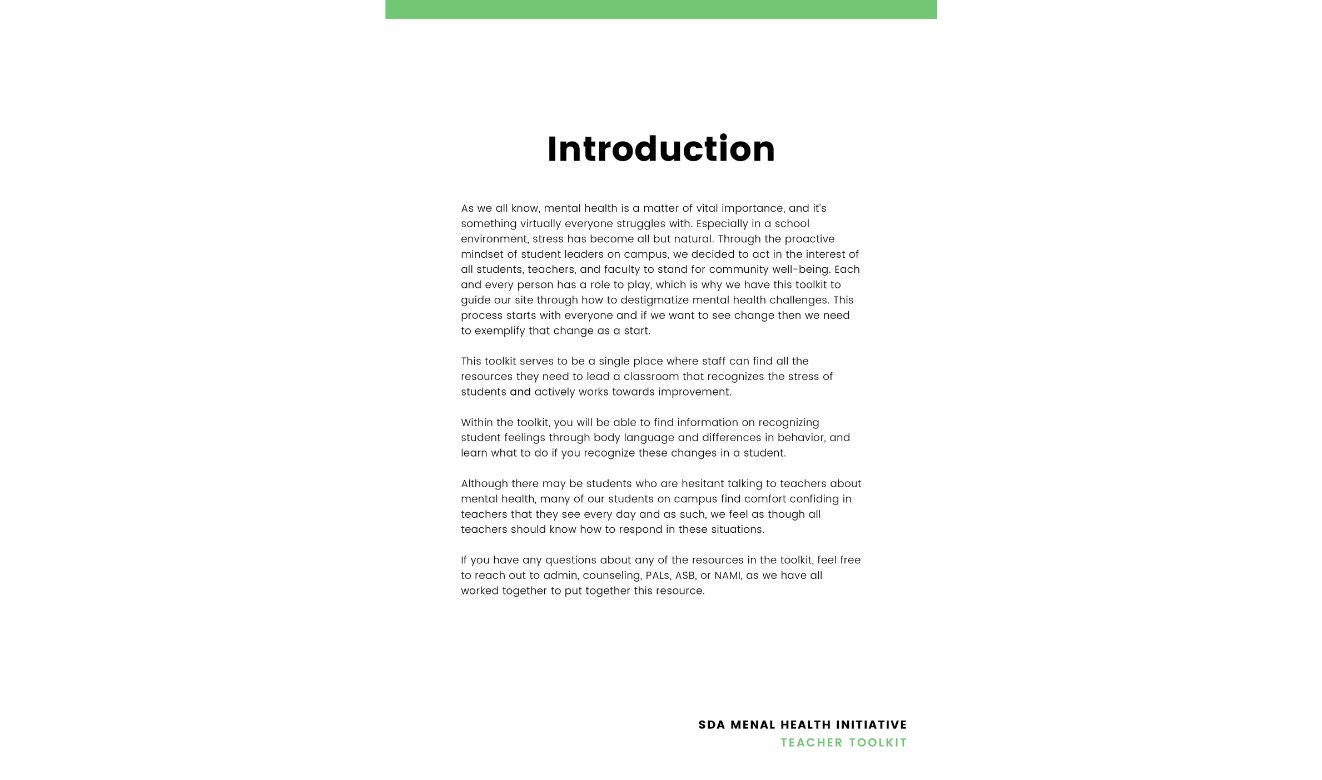 Introduction
As we all know, mental health is a matter of vital importance, and it's
something virtually everyone struggles with. Especially in a school
environment, stress has become all but natural. Through the proactive
mindset of student leaders on campus, we decided to act in the interest of
all students, teachers, and faculty to stand for community well-being. Each
and every person has a role to play, which is why we have this toolkit to
guide our site through how to destigmatize mental health challenges. This
process starts with everyone and if we want to see change then we need
to exemplify that change as a start.
This toolkit serves to be a single place where staff can find all the
resources they need to lead a classroom that recognizes the stress of
students and actively works towards improvement.
Within the toolkit, you will be able to find information on recognizing
student feelings through body language and differences in behavior, and
learn what to do if you recognize these changes in a student.
Although there may be students who are hesitant talking to teachers about
mental health, many of our students on campus find comfort confiding in
teachers that they see every day and as such, we feel as though all
teachers should know how to respond in these situations.
If you have any questions about any of the resources in the toolkit, feel free
to reach out to admin, counseling, PALs, ASB, or NAMI, as we have all
worked together to put together this resource.
SDA MENAL HEALTH INITIATIVE
TEACHER TOOLKIT